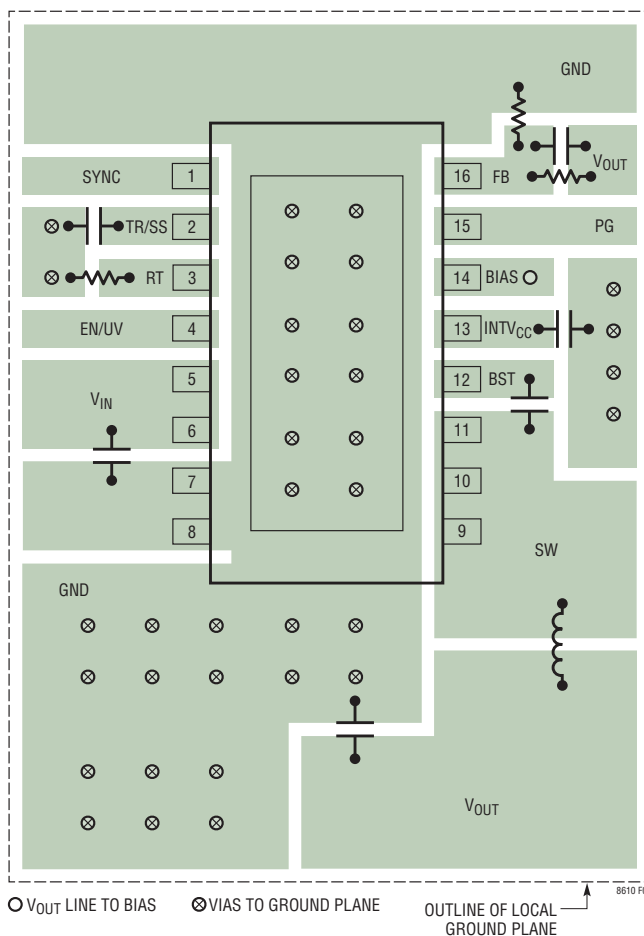 GND
SYNC 1 16 FB VOUT
TR/SS 2 15 PG
RT 3 14 BIAS
EN/UV 4 13 INTVCC
5 12 BST
VIN
6 11
7 10
8 9
SW
GND
VOUT
VOUT LINE TO BIAS
VIAS TO GROUND PLANE
OUTLINE OF LOCAL
GROUND PLANE
8610